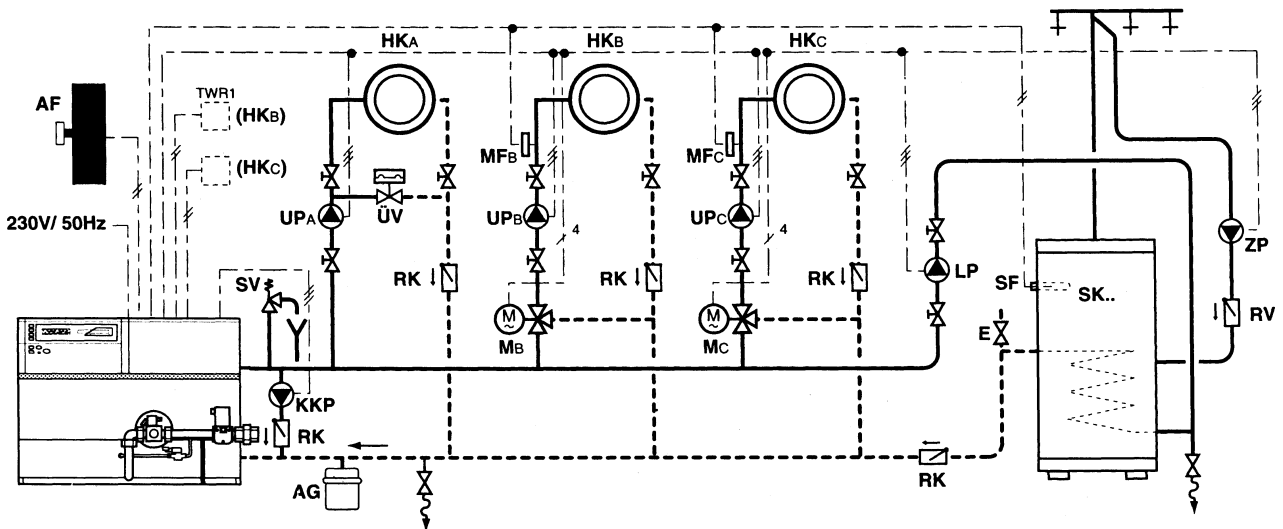 HKA
HKB
HKC
AF
TWR1
(HKB)
(HKC)
MFB
MFC
230V/ 50Hz
UPA
ÜV
UPB
4
UPC
4
ZP
SV
RK
RK
RK
LP
SF
SK..
RV
M
~
MB
M
~
MC
E
KKP
RK
AG
RK